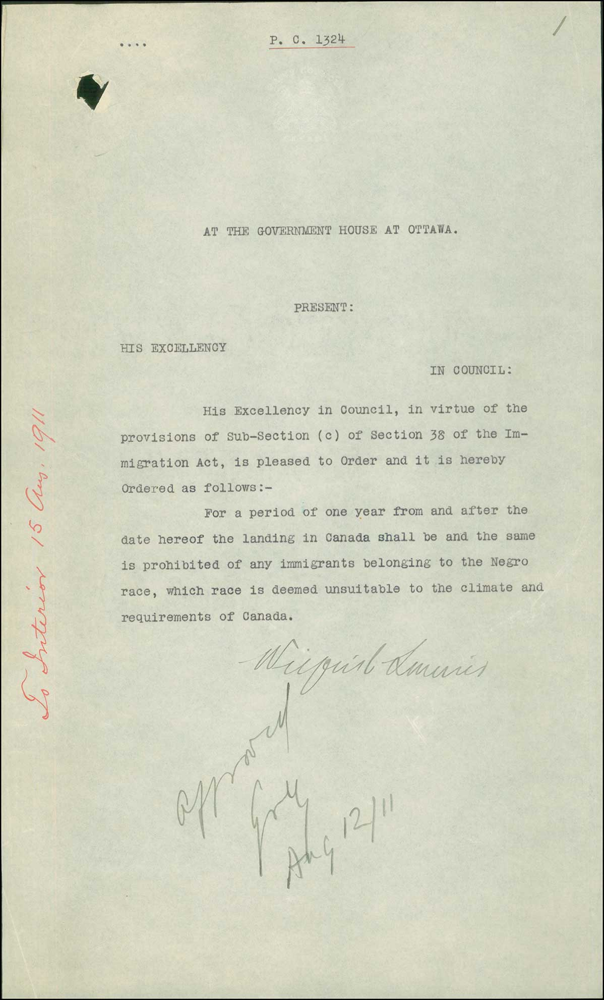 ....
P. C. 1324
AT THE GOVERNMENT HOUSE AT OTTAWA.
PRESENT:
HIS EXCELLENCY
IN COUNCIL:
His Excellency in Council, in virtue of the
provisions of Sub-Section (c) of Section 38 of the Im-
migration Act, is pleased to Order and it is hereby
Ordered as follows:-
For a period of one year from and after the
date hereof the landing in Canada shall be and the same
is prohibited of any immigrants belonging to the Negro
race, which race is deemed unsuitable to the climate and
requirements of Canada.
Wilfrid Laurier
Approved
Grey
Aug 12/11
To Interior 15 Aug. 1911